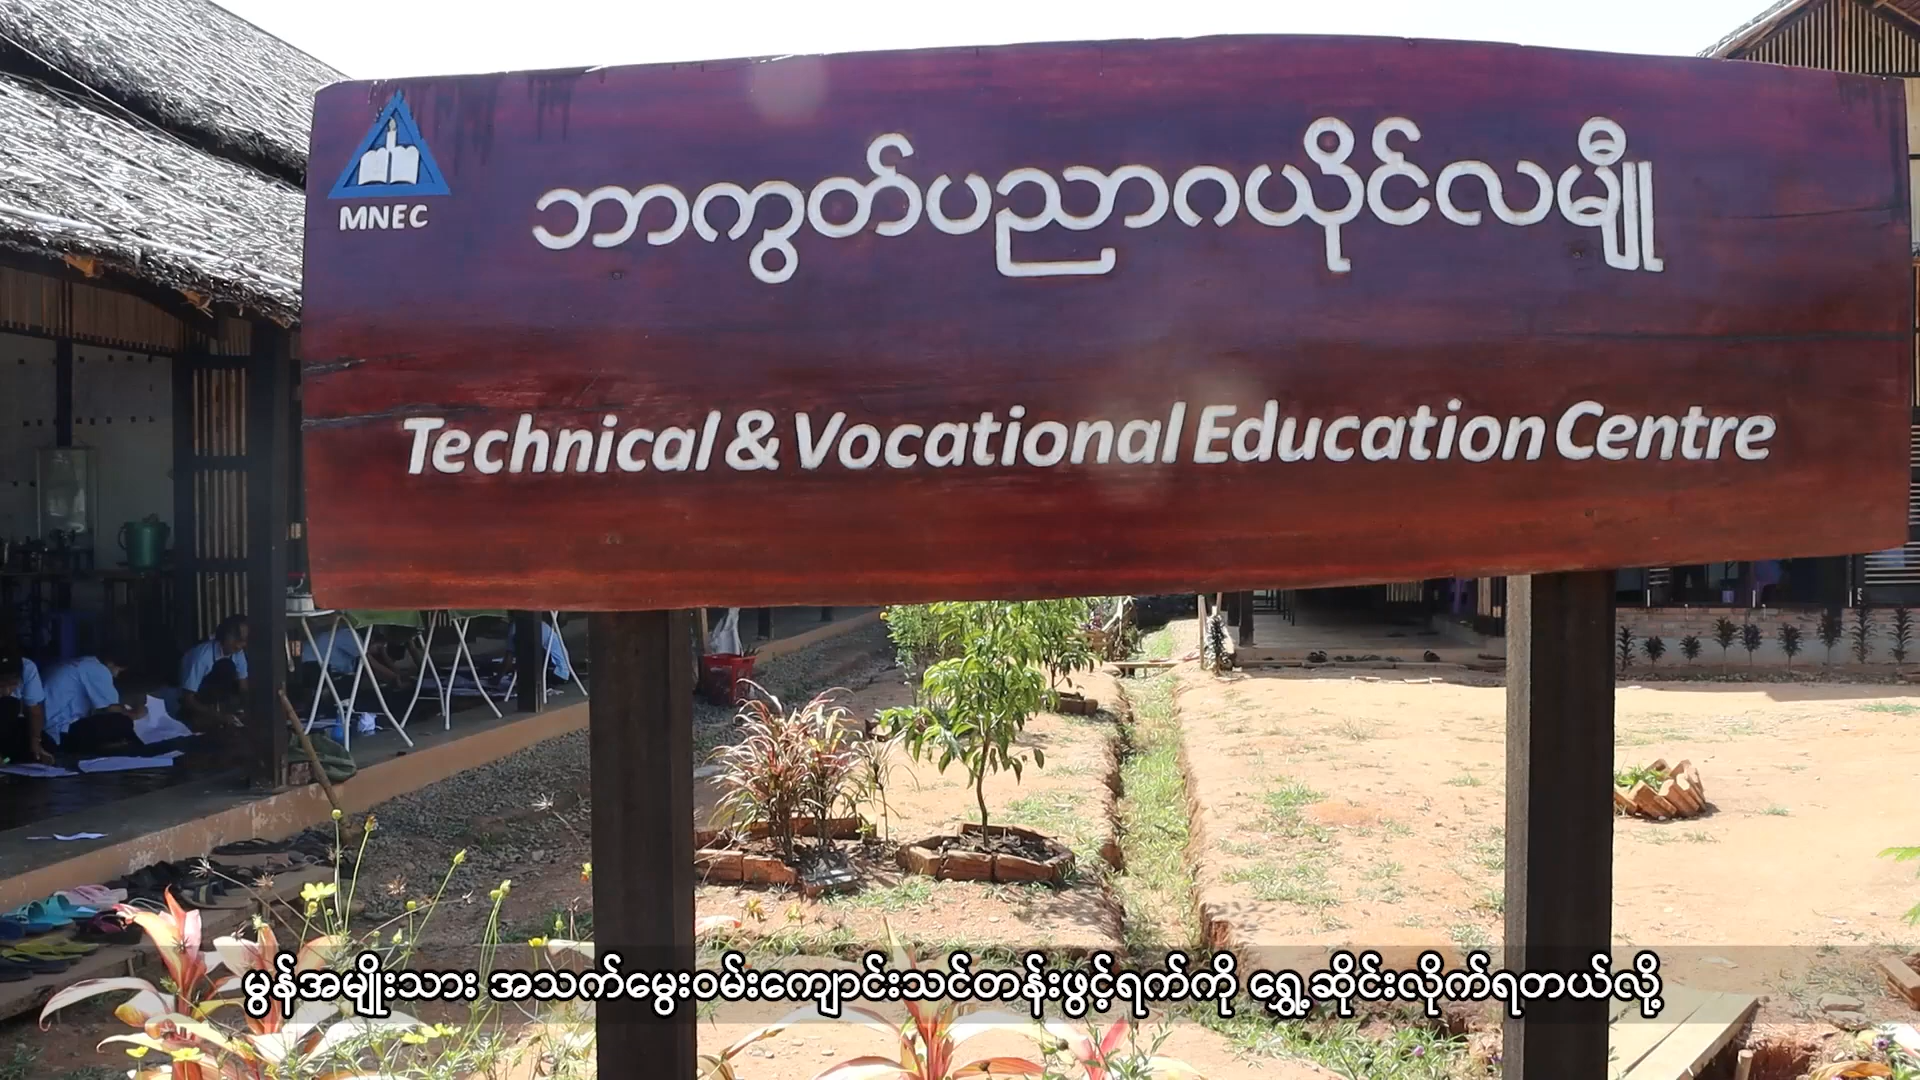 MNEC
ဘာကွတ်ပညာဂယိုင်လမျီု
Technical & Vocational Education Centre
မွန်အမျိုးသား အသက်မွေးဝမ်းကျောင်းသင်တန်းဖွင့်ရက်ကို ရွှေ့ဆိုင်းလိုက်ရတယ်လို့